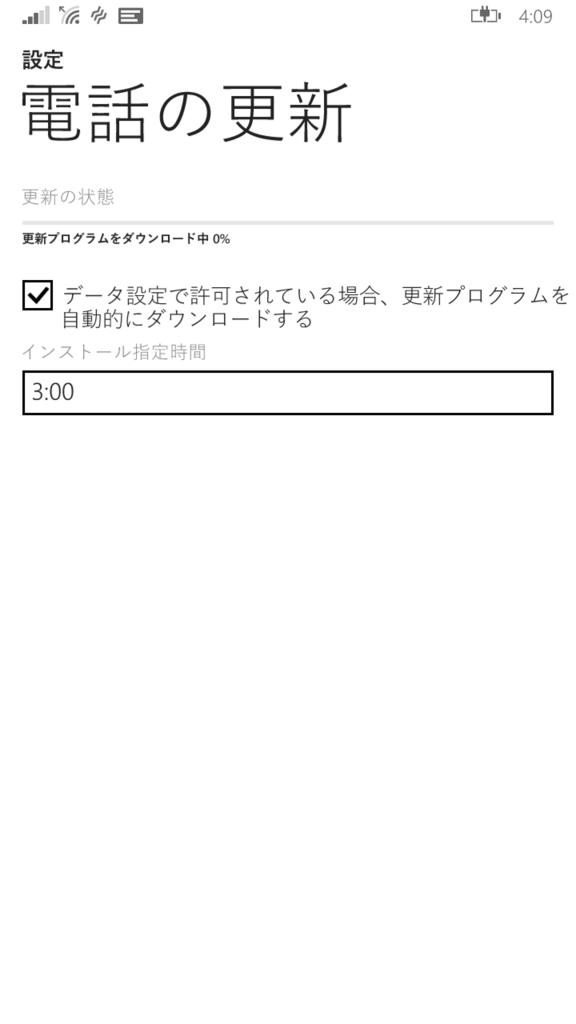 4:09
設定
電話の更新
更新の状態
更新プログラムをダウンロード中 0%
データ設定で許可されている場合、更新プログラムを
自動的にダウンロードする
インストール指定時間
3:00